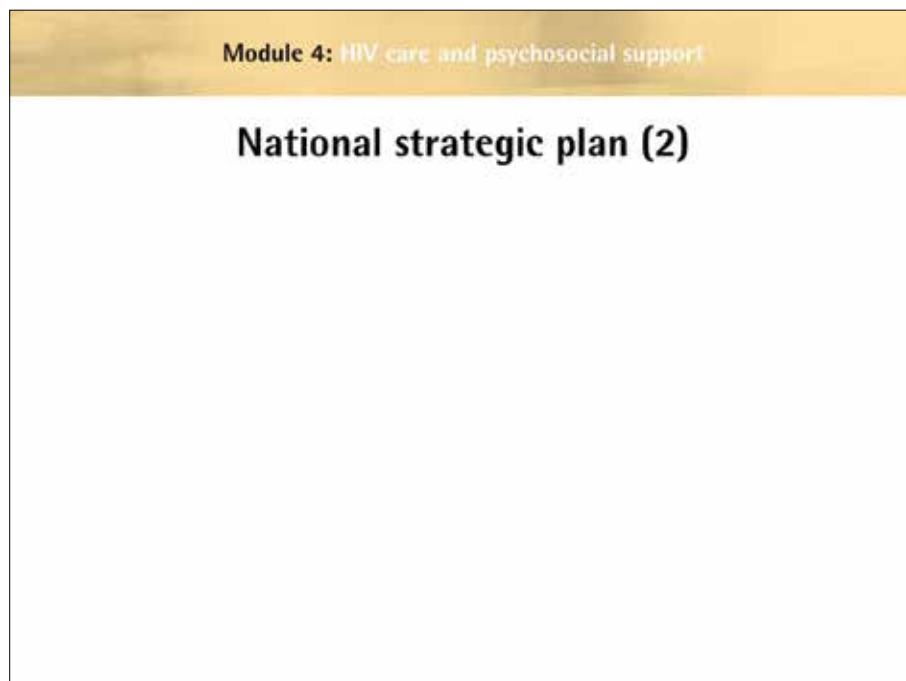 Module 4: HIV care and psychosocial support
National strategic plan (2)